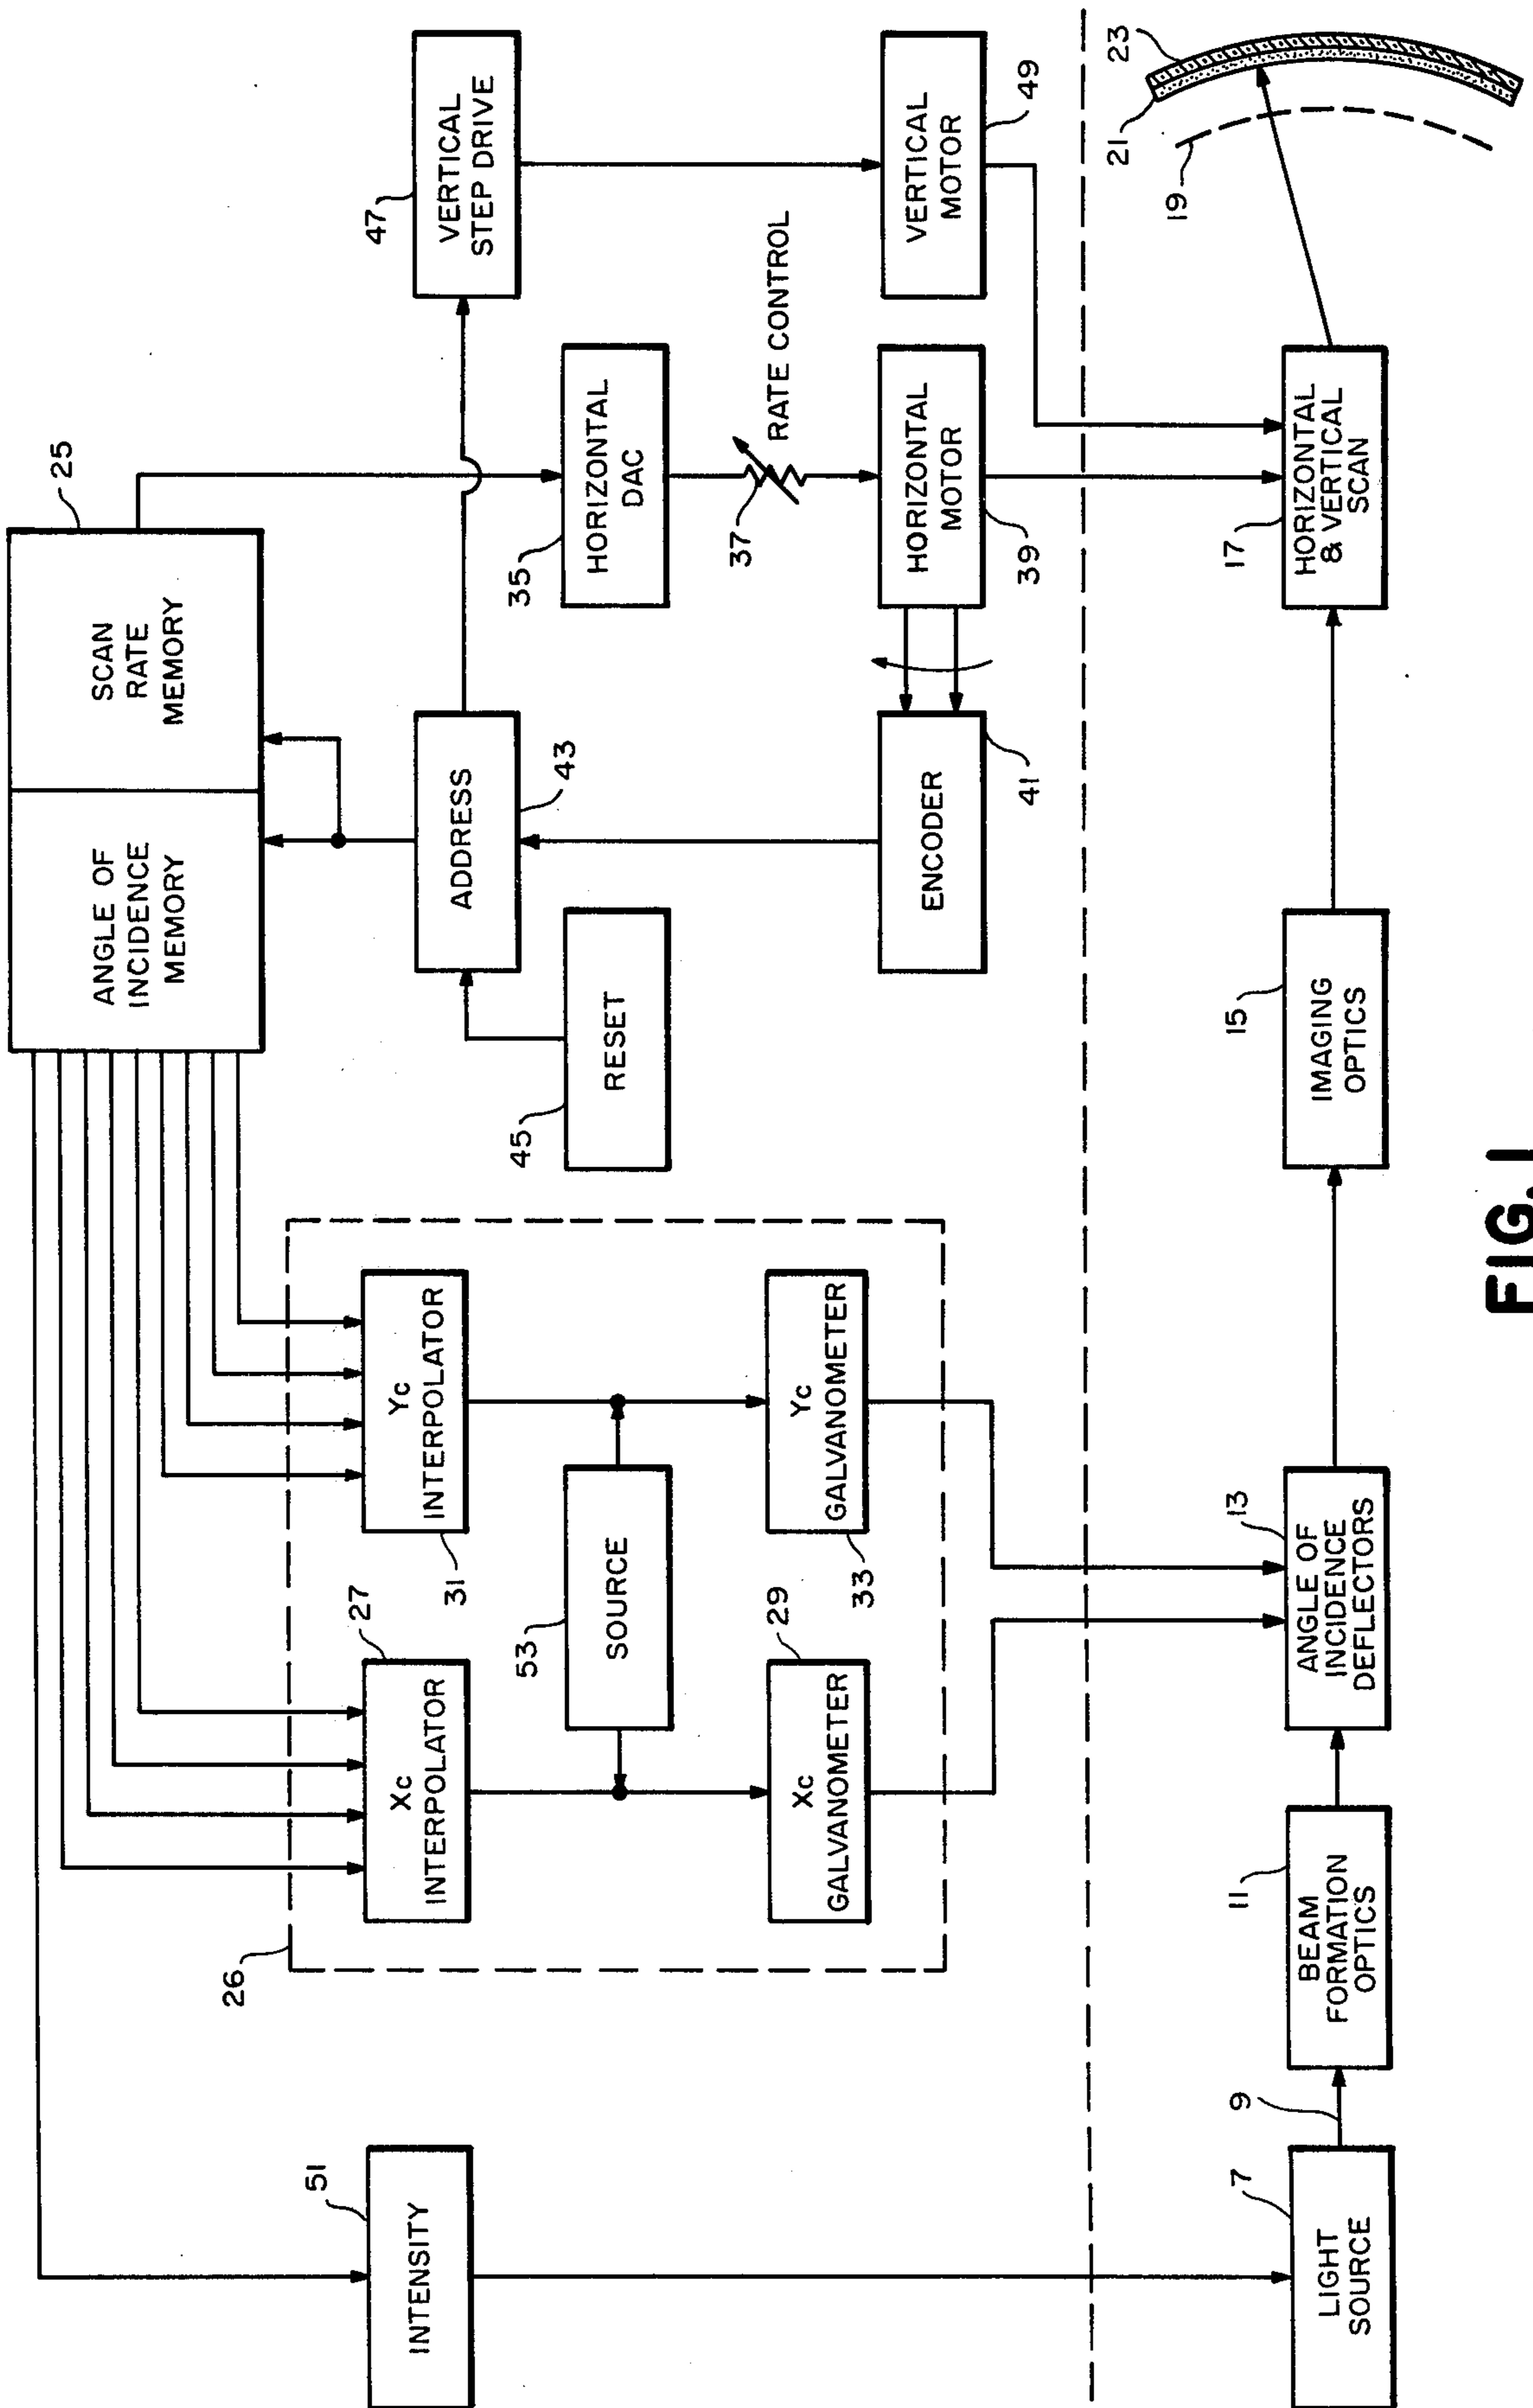 25
ANGLE OF
INCIDENCE
MEMORY
SCAN
RATE
MEMORY
51
INTENSITY
26
27
Xc
INTERPOLATOR
31
Yc
INTERPOLATOR
53
SOURCE
29
Xc
GALVANOMETER
33
Yc
GALVANOMETER
45
RESET
43
ADDRESS
41
ENCODER
35
HORIZONTAL
DAC
37
RATE CONTROL
39
HORIZONTAL
MOTOR
47
VERTICAL
STEP DRIVE
49
VERTICAL
MOTOR
7
LIGHT
SOURCE
9
11
BEAM
FORMATION
OPTICS
13
ANGLE OF
INCIDENCE
DEFLECTORS
15
IMAGING
OPTICS
17
HORIZONTAL
& VERTICAL
SCAN
19
21
23
FIG. 1